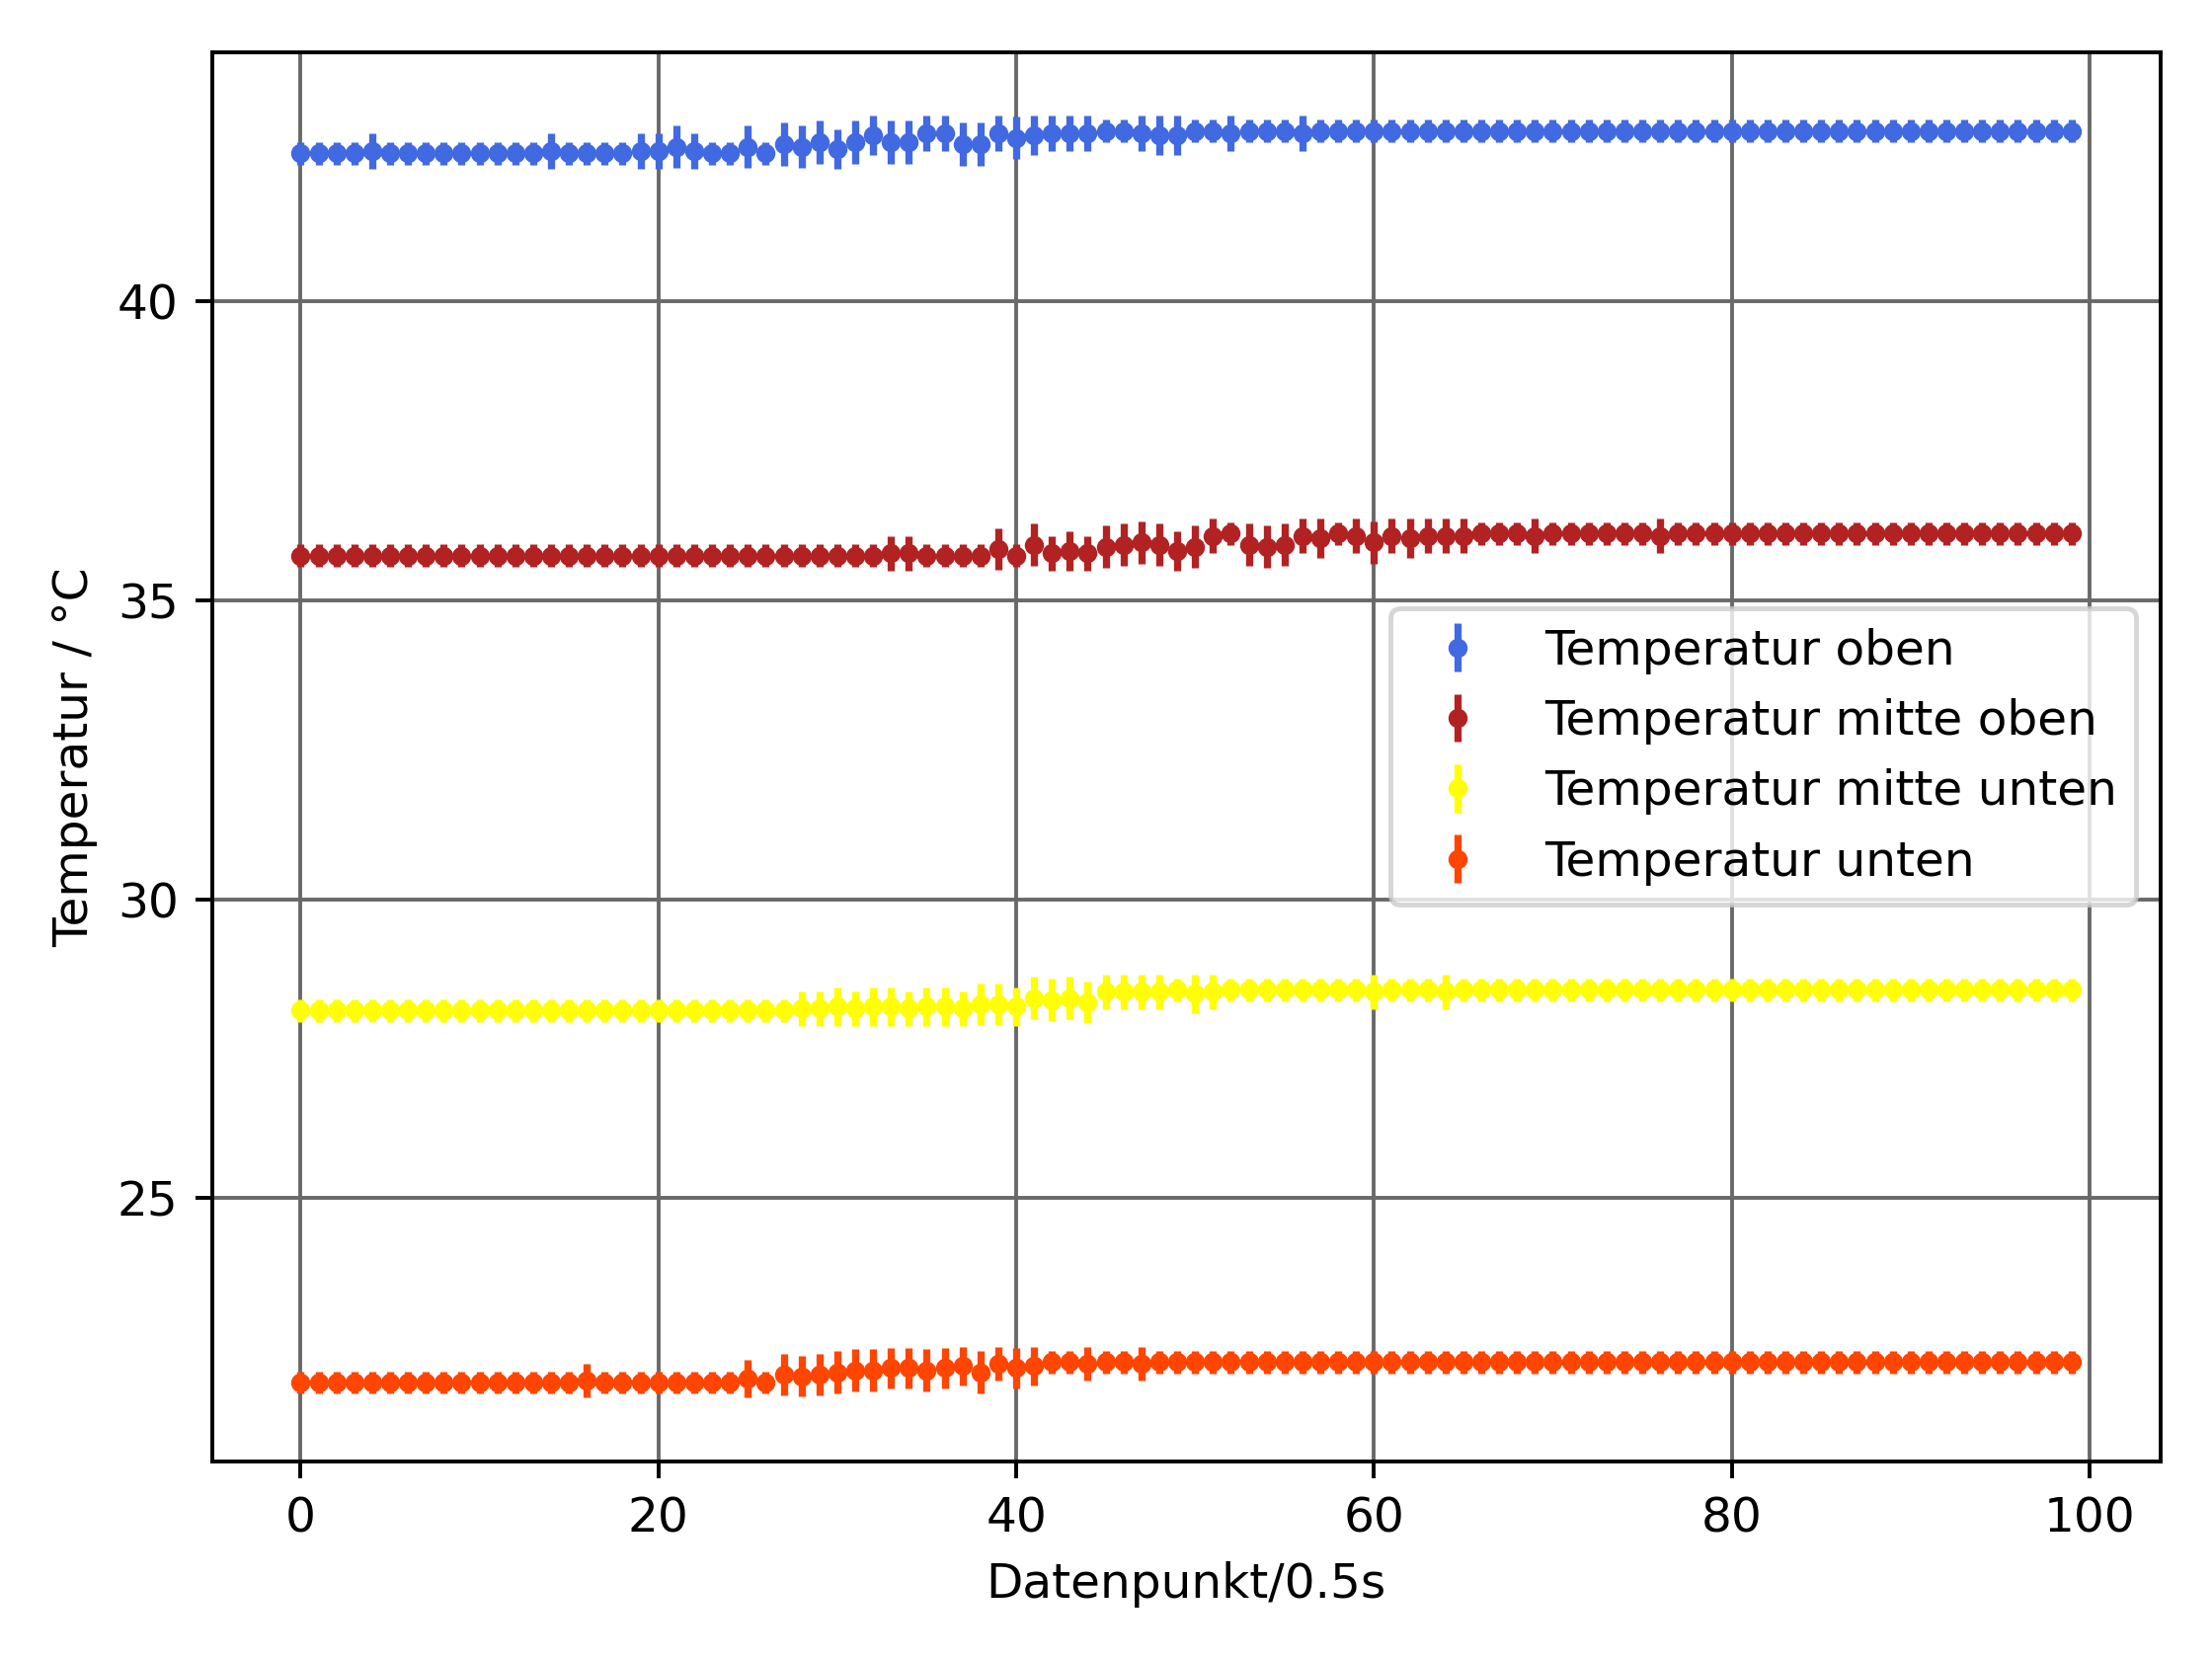 Temperatur / °C
40
35
30
25
Temperatur oben
Temperatur mitte oben
Temperatur mitte unten
Temperatur unten
0 20 40 60 80 100
Datenpunkt/0.5s